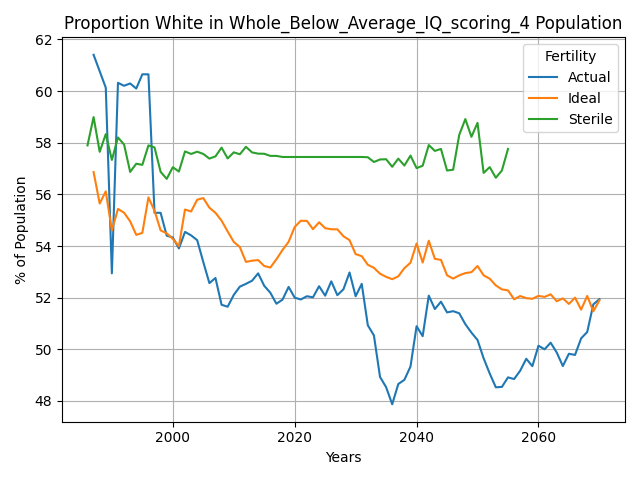 Proportion White in Whole_Below_Average_IQ_scoring_4 Population
62
60
58
56
54
52
50
48
% of Population
2000
2020
2040
2060
Years
Fertility
Actual
Ideal
Sterile